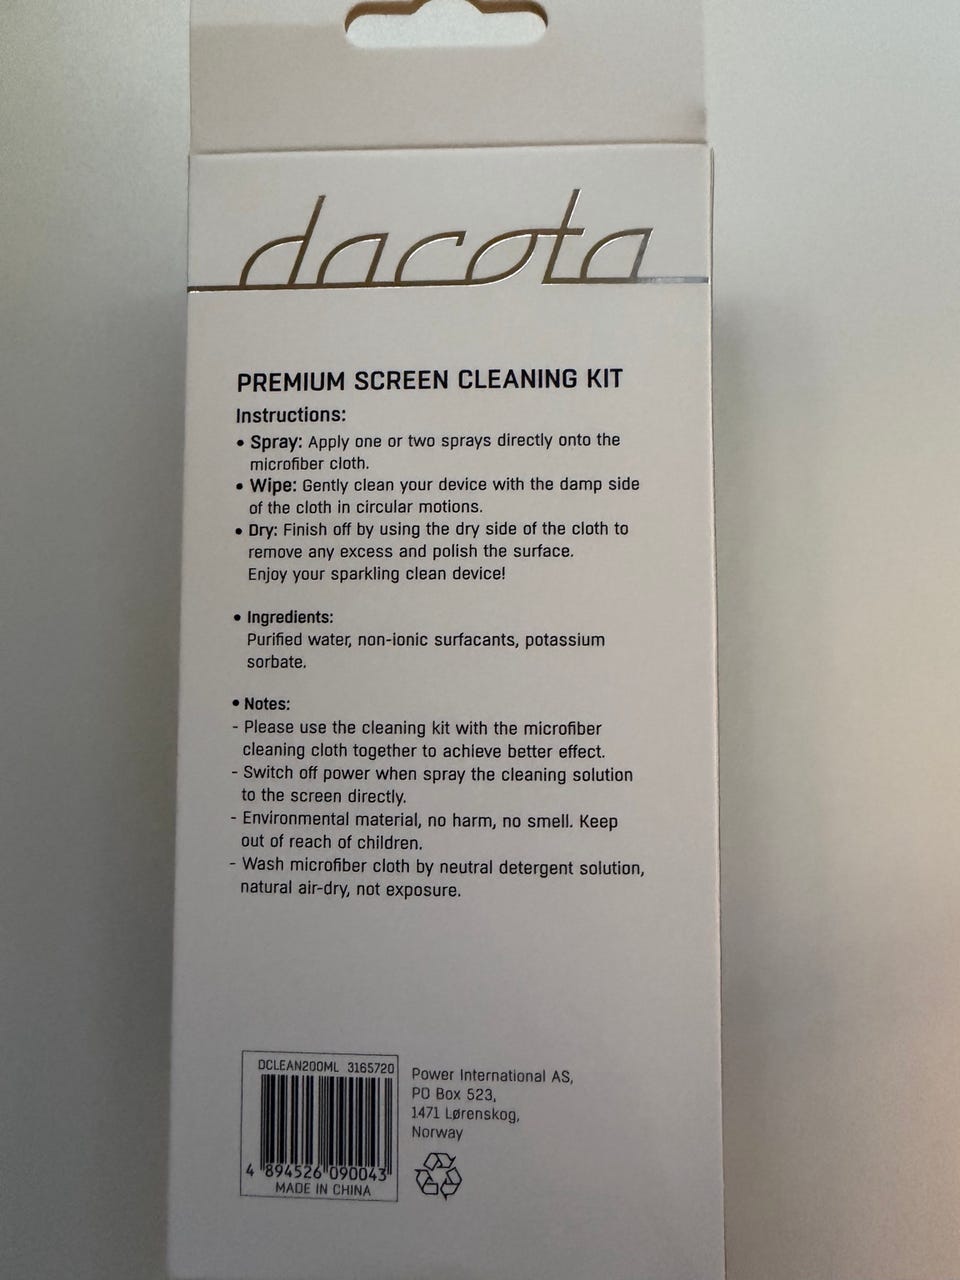 dacota
PREMIUM SCREEN CLEANING KIT
Instructions:
• Spray: Apply one or two sprays directly onto the
microfiber cloth.
• Wipe: Gently clean your device with the damp side
of the cloth in circular motions.
• Dry: Finish off by using the dry side of the cloth to
remove any excess and polish the surface.
Enjoy your sparkling clean device!
• Ingredients:
Purified water, non-ionic surfacants, potassium
sorbate.
• Notes:
- Please use the cleaning kit with the microfiber
cleaning cloth together to achieve better effect.
- Switch off power when spray the cleaning solution
to the screen directly.
- Environmental material, no harm, no smell. Keep
out of reach of children.
- Wash microfiber cloth by neutral detergent solution,
natural air-dry, not exposure.
DCLEAN200ML 3165720
4 894526 090043
MADE IN CHINA
Power International AS,
PO Box 523,
1471 Lørenskog,
Norway